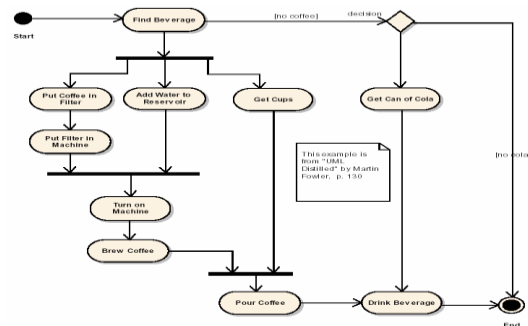 Find Beverage
[no coffee]
decision
Start
Put Coffee in
Filter
Add Water to
Reservoir
Get Cups
Get Can of Cola
Put Filter in
Machine
This example is
from "UML
Distilled" by Martin
Fowler, p. 130
[no cola
Turn on
Machine
Brew Coffee
Pour Coffee
Drink Beverage
End